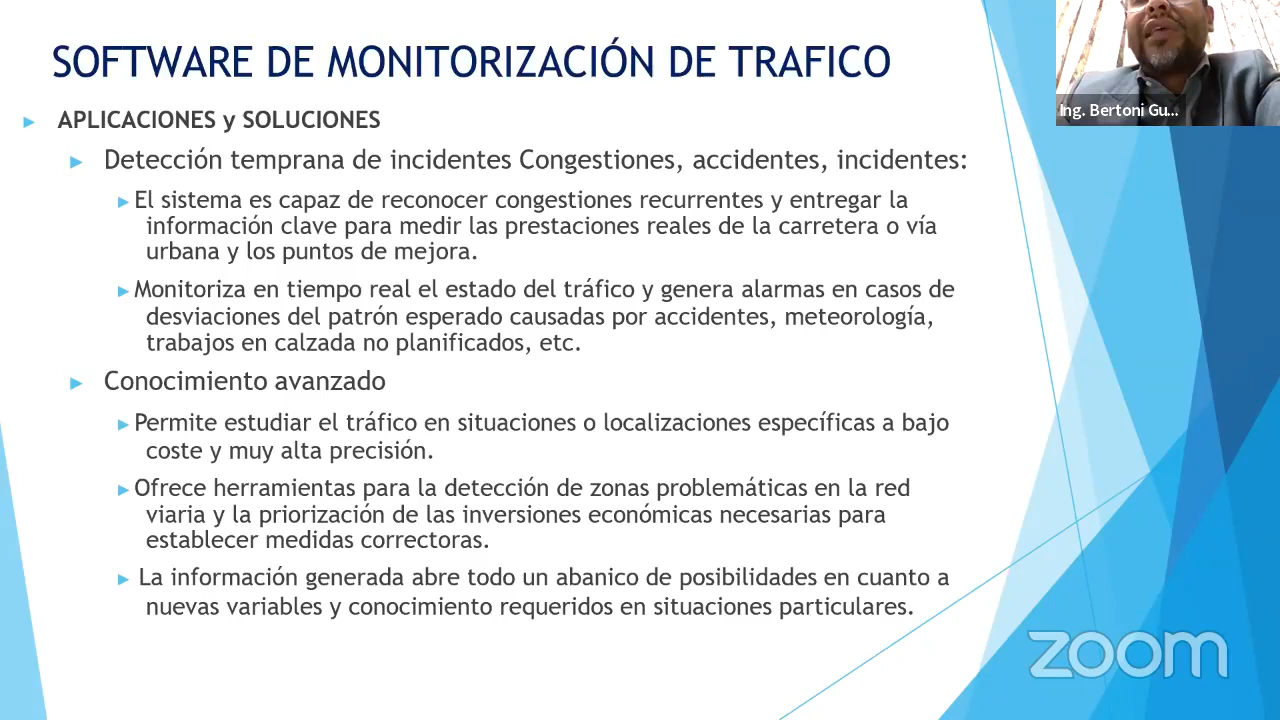 SOFTWARE DE MONITORIZACIÓN DE TRAFICO
Ing. Bertoni Gu...
APLICACIONES y SOLUCIONES
Detección temprana de incidentes Congestiones, accidentes, incidentes:
El sistema es capaz de reconocer congestiones recurrentes y entregar la
información clave para medir las prestaciones reales de la carretera o vía
urbana y los puntos de mejora.
Monitoriza en tiempo real el estado del tráfico y genera alarmas en casos de
desviaciones del patrón esperado causadas por accidentes, meteorología,
trabajos en calzada no planificados, etc.
Conocimiento avanzado
Permite estudiar el tráfico en situaciones o localizaciones específicas a bajo
coste y muy alta precisión.
Ofrece herramientas para la detección de zonas problemáticas en la red
viaria y la priorización de las inversiones económicas necesarias para
establecer medidas correctoras.
La información generada abre todo un abanico de posibilidades en cuanto a
nuevas variables y conocimiento requeridos en situaciones particulares.
zoom